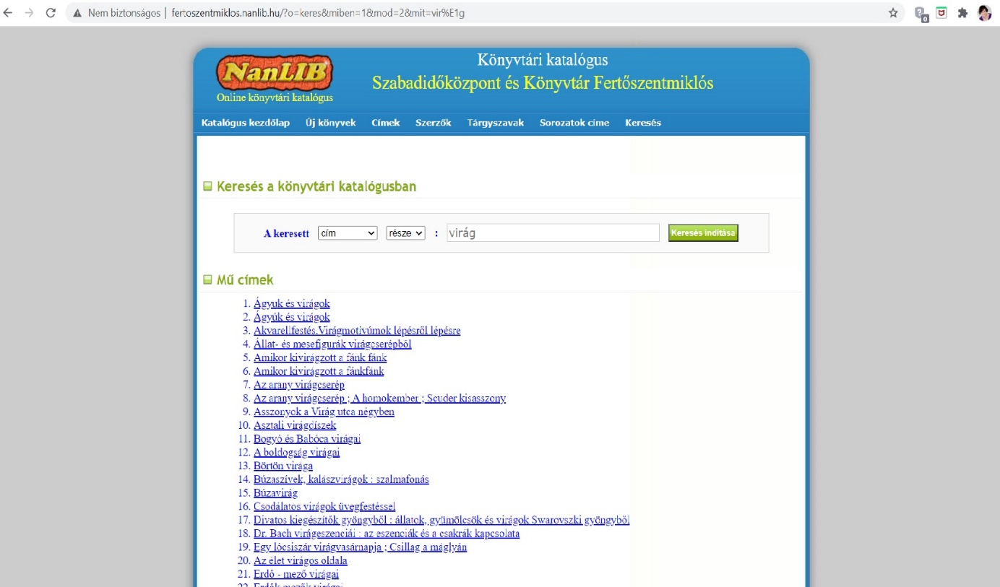 Nem biztonságos | fertoszentmiklos.nanlib.hu/?o=keres&miben=1&mod=2&mit=vir%E1g
0
NanLIB
Online könyvtári katalógus
Könyvtári katalógus
Szabadidőközpont és Könyvtár Fertőszentmiklós
Katalógus kezdőlap Új könyvek Címek Szerzők Tárgyszavak Sorozatok címe Keresés
Keresés a könyvtári katalógusban
A keresett cím része : virág Keresés indítása
Mű címek
1. Ágyuk és virágok
2. Ágyúk és virágok
3. Akvarellfestés.Virágmotívumok lépésről lépésre
4. Állat- és mesefigurák virágcserépből
5. Amikor kivirágzott a fánk fánk
6. Amikor kivirágzott a fánkfánk
7. Az arany virágcserép
8. Az arany virágcserép ; A homokember ; Scuder kisasszony
9. Asszonyok a Virág utca négyben
10. Asztali virágdíszek
11. Bogyó és Babóca virágai
12. A boldogság virágai
13. Börtön virága
14. Búzaszívek, kalászvirágok : szalmafonás
15. Búzavirág
16. Csodálatos virágok üvegfestéssel
17. Divatos kiegészítők gyöngyből : állatok, gyümölcsök és virágok Swarovszki gyöngyből
18. Dr. Bach virágeszenciái : az eszenciák és a csakrák kapcsolata
19. Egy lócsiszár virágvasárnapja ; Csillag a máglyán
20. Az élet virágos oldala
21. Erdő - mező virágai
22. Erdők mezők virágai